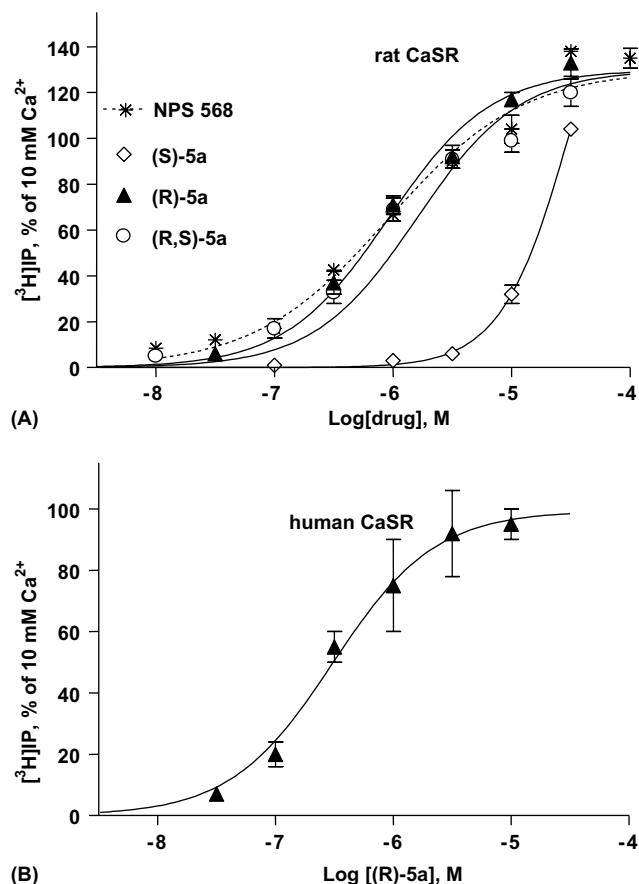 140
120
100
80
60
40
20
0
[³H]IP, % of 10 mM Ca²⁺
rat CaSR
NPS 568
(S)-5a
(R)-5a
(R,S)-5a
-8 -7 -6 -5 -4
(A)
Log[drug], M
100
80
60
40
20
0
[³H]IP, % of 10 mM Ca²⁺
human CaSR
-8 -7 -6 -5 -4
(B)
Log [(R)-5a], M